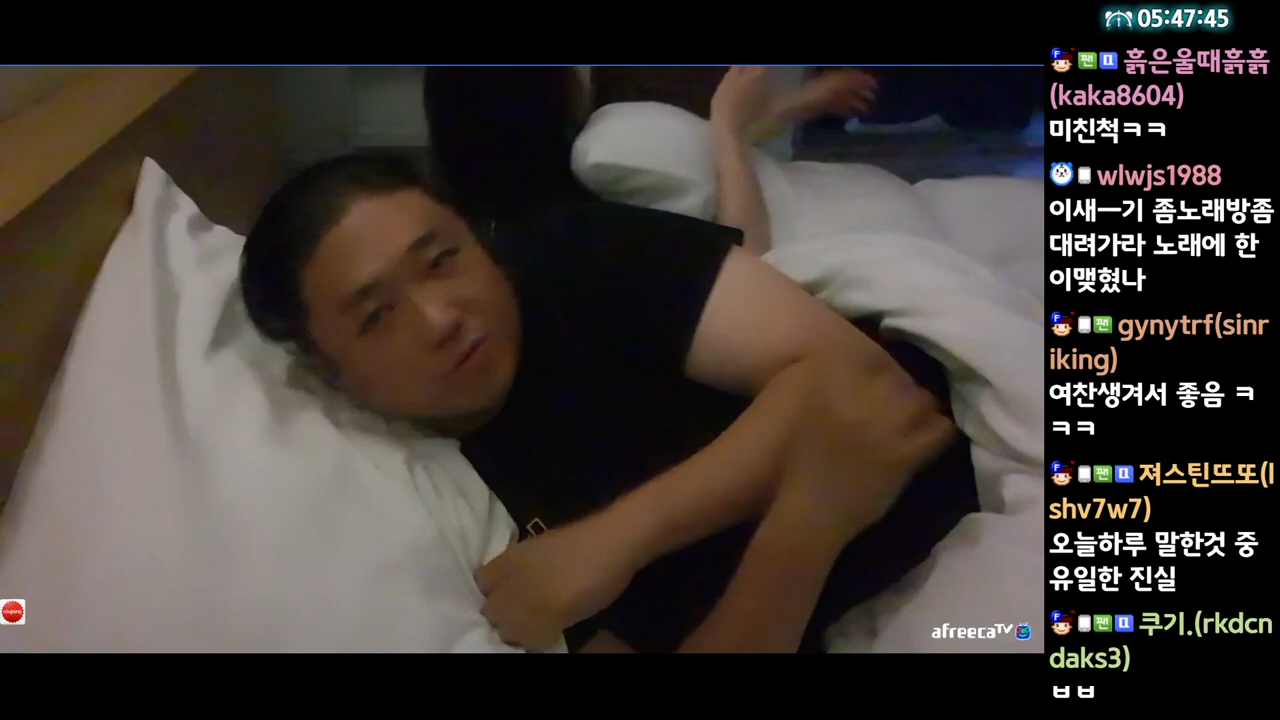 05:47:45
흙은울때흙흙
(kaka8604)
미친척ㅋㅋ
wlwjs1988
이새ㅡ기 좀노래방좀
대려가라 노래에 한
이맺혔나
gynytrf(sinr
iking)
여찬생겨서 좋음 ㅋ
ㅋㅋ
져스틴뜨또(l
shv7w7)
오늘하루 말한것 중
유일한 진실
쿠기.(rkdcn
daks3)
ㅂㅂ
afreecaTV